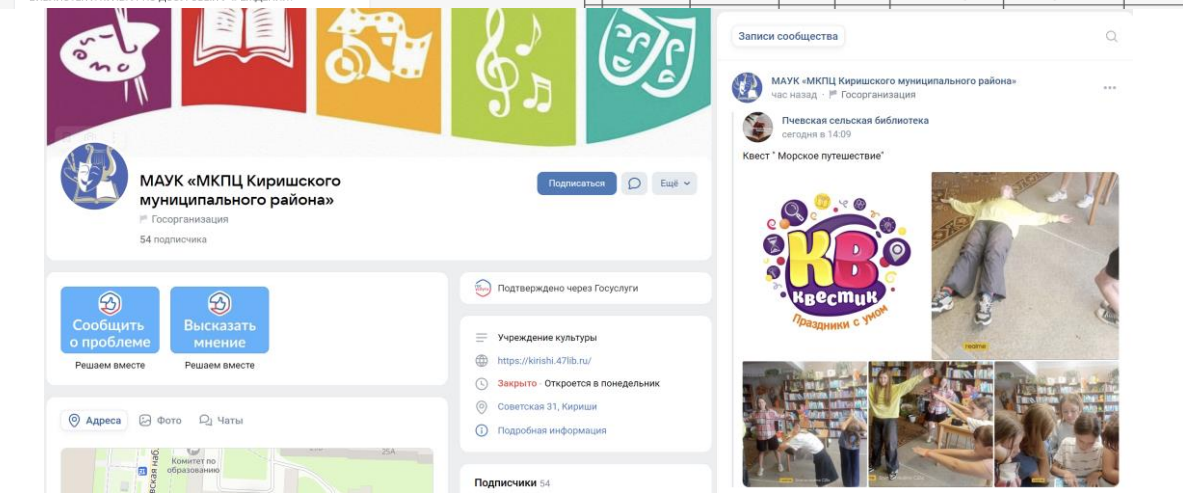 МАУК «МКПЦ Киришского
муниципального района»
Госорганизация
54 подписчика
Подписаться
Ещё
Сообщить
о проблеме
Решаем вместе
Высказать
мнение
Решаем вместе
Адреса
Фото
Чаты
Комитет по
образованию
25А
Подтверждено через Госуслуги
Учреждение культуры
https://kirishi.47lib.ru/
Закрыто · Откроется в понедельник
Советская 31, Кириши
Подробная информация
Подписчики 54
Записи сообщества
МАУК «МКПЦ Киришского муниципального района»
час назад · Госорганизация
Пчевская сельская библиотека
сегодня в 14:09
Квест " Морское путешествие"
КВ
квестик
Праздники с умом
realme